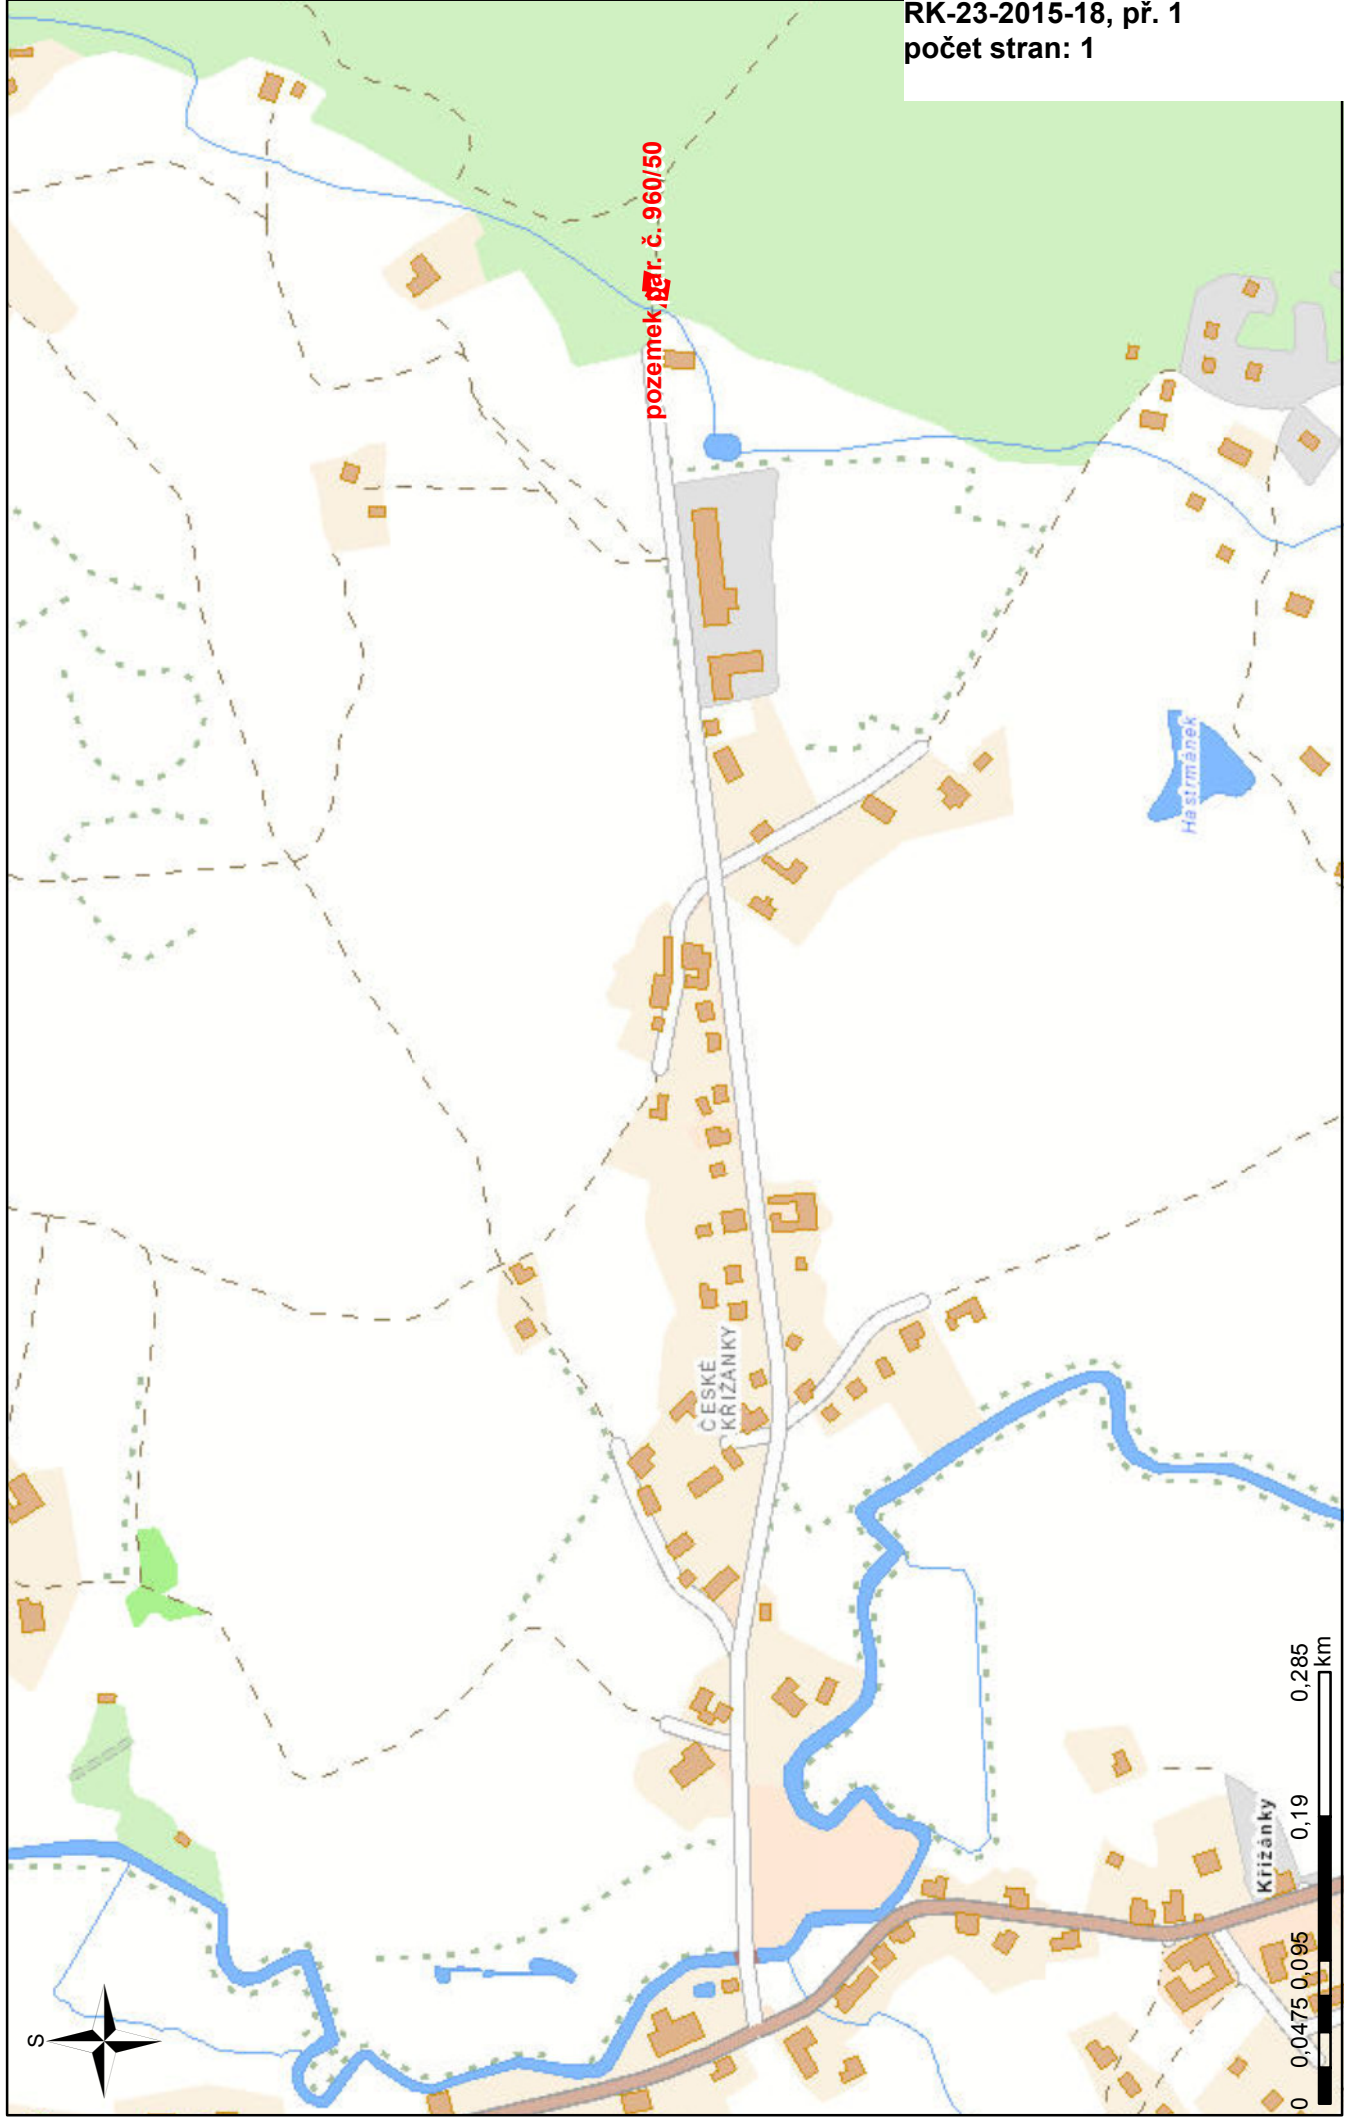 RK-23-2015-18, př. 1
počet stran: 1
pozemek par. č. 960/50
Hastrmánek
ČESKÉ
KŘIŽÁNKY
Křižánky
S
0 0,0475 0,095 0,19 0,285
km